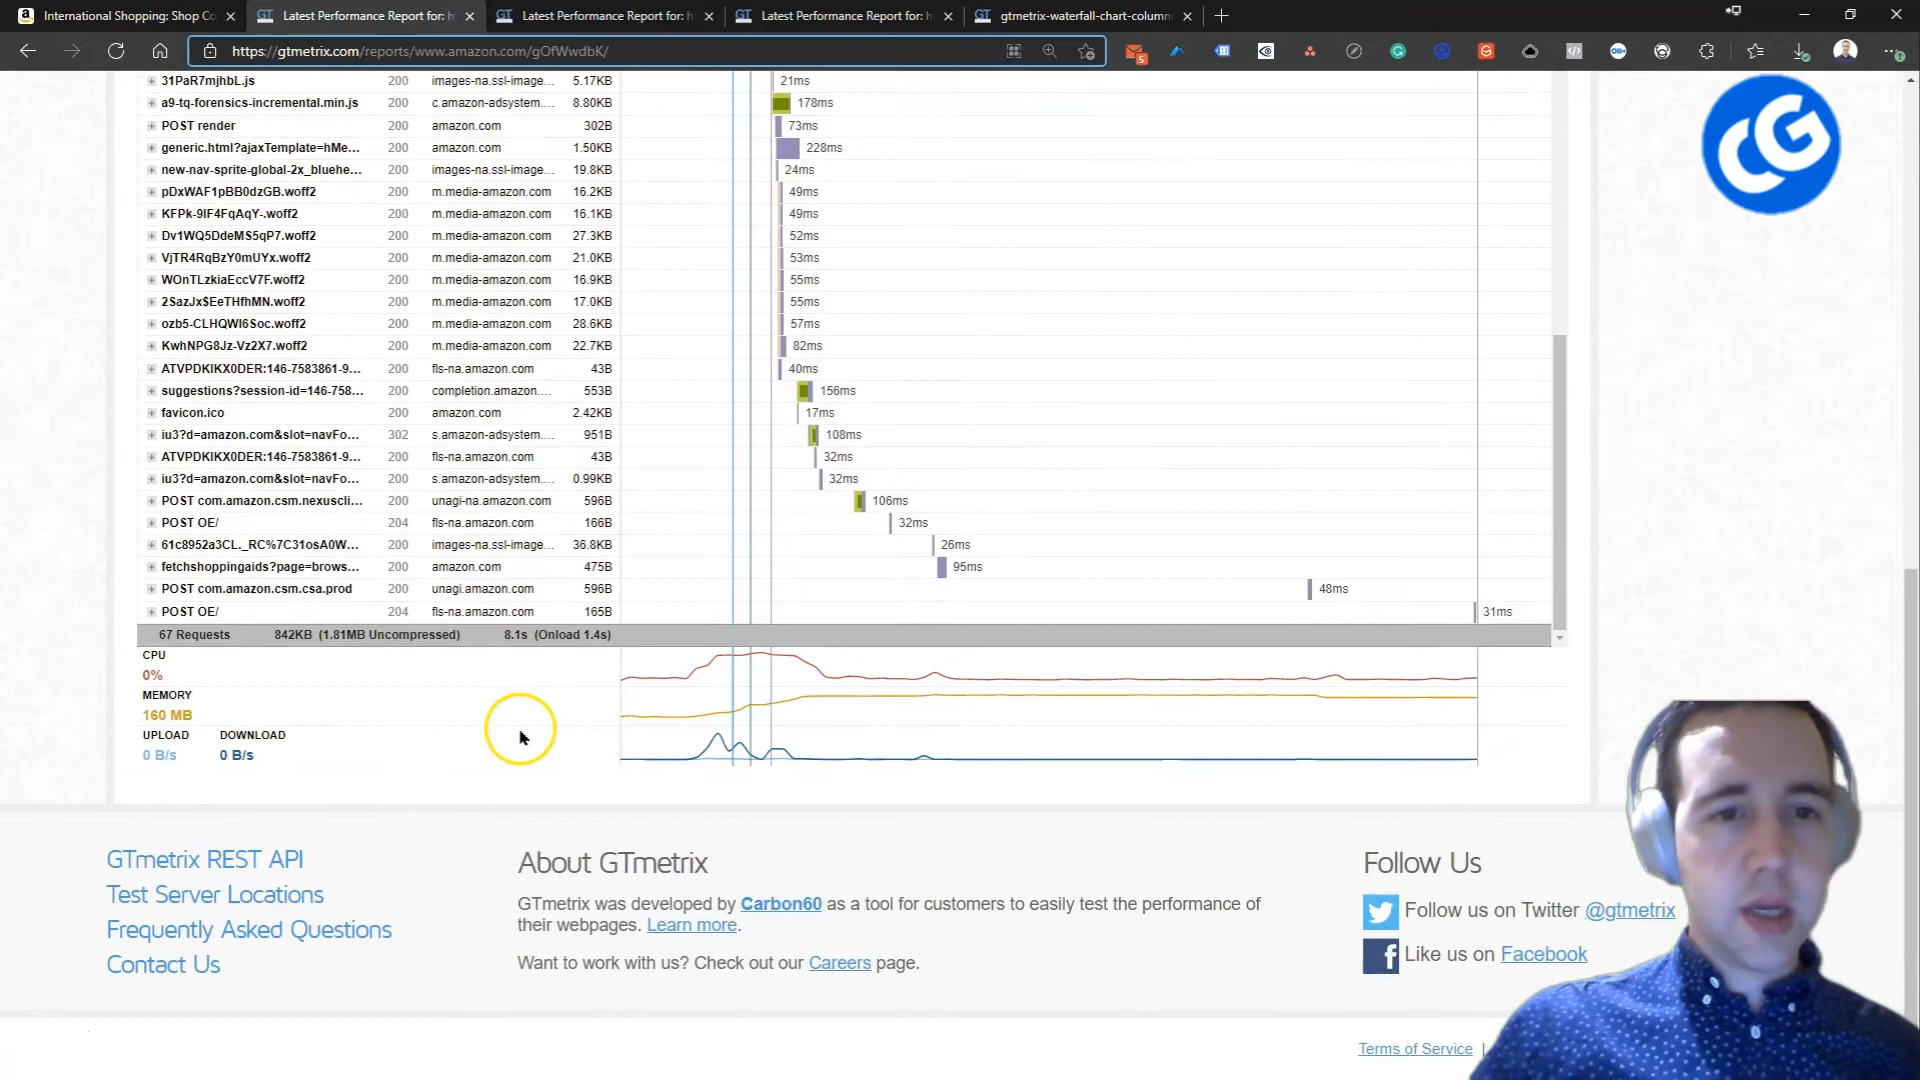 International Shopping: Shop Co
Latest Performance Report for: h
Latest Performance Report for: h
Latest Performance Report for: h
gtmetrix-waterfall-chart-column
https://gtmetrix.com/reports/www.amazon.com/gOfWwdbK/
5
CG
31PaR7mjhbL.js 200 images-na.ssl-image... 5.17KB 21ms
a9-tq-forensics-incremental.min.js 200 c.amazon-adsystem.... 8.80KB 178ms
POST render 200 amazon.com 302B 73ms
generic.html?ajaxTemplate=hMe... 200 amazon.com 1.50KB 228ms
new-nav-sprite-global-2x_bluehe... 200 images-na.ssl-image... 19.8KB 24ms
pDxWAF1pBB0dzGB.woff2 200 m.media-amazon.com 16.2KB 49ms
KFPk-9IF4FqAqY-.woff2 200 m.media-amazon.com 16.1KB 49ms
Dv1WQ5DdeMS5qP7.woff2 200 m.media-amazon.com 27.3KB 52ms
VjTR4RqBzY0mUYx.woff2 200 m.media-amazon.com 21.0KB 53ms
WOnTLzkiaEccV7F.woff2 200 m.media-amazon.com 16.9KB 55ms
2SazJx$EeTHfhMN.woff2 200 m.media-amazon.com 17.0KB 55ms
ozb5-CLHQWI6Soc.woff2 200 m.media-amazon.com 28.6KB 57ms
KwhNPG8Jz-Vz2X7.woff2 200 m.media-amazon.com 22.7KB 82ms
ATVPDKIKX0DER:146-7583861-9... 200 fls-na.amazon.com 43B 40ms
suggestions?session-id=146-758... 200 completion.amazon.... 553B 156ms
favicon.ico 200 amazon.com 2.42KB 17ms
iu3?d=amazon.com&slot=navFo... 302 s.amazon-adsystem.... 951B 108ms
ATVPDKIKX0DER:146-7583861-9... 200 fls-na.amazon.com 43B 32ms
iu3?d=amazon.com&slot=navFo... 200 s.amazon-adsystem.... 0.99KB 32ms
POST com.amazon.csm.nexuscli... 200 unagi-na.amazon.com 596B 106ms
POST OE/ 204 fls-na.amazon.com 166B 32ms
61c8952a3CL._RC%7C31osA0W... 200 images-na.ssl-image... 36.8KB 26ms
fetchshoppingaids?page=brows... 200 amazon.com 475B 95ms
POST com.amazon.csm.csa.prod 200 unagi.amazon.com 596B 48ms
POST OE/ 204 fls-na.amazon.com 165B 31ms
67 Requests 842KB (1.81MB Uncompressed) 8.1s (Onload 1.4s)
CPU
0%
MEMORY
160 MB
UPLOAD DOWNLOAD
0 B/s 0 B/s
GTmetrix REST API
Test Server Locations
Frequently Asked Questions
Contact Us
About GTmetrix
GTmetrix was developed by Carbon60 as a tool for customers to easily test the performance of
their webpages. Learn more.
Want to work with us? Check out our Careers page.
Follow Us
Follow us on Twitter @gtmetrix
Like us on Facebook
Terms of Service |